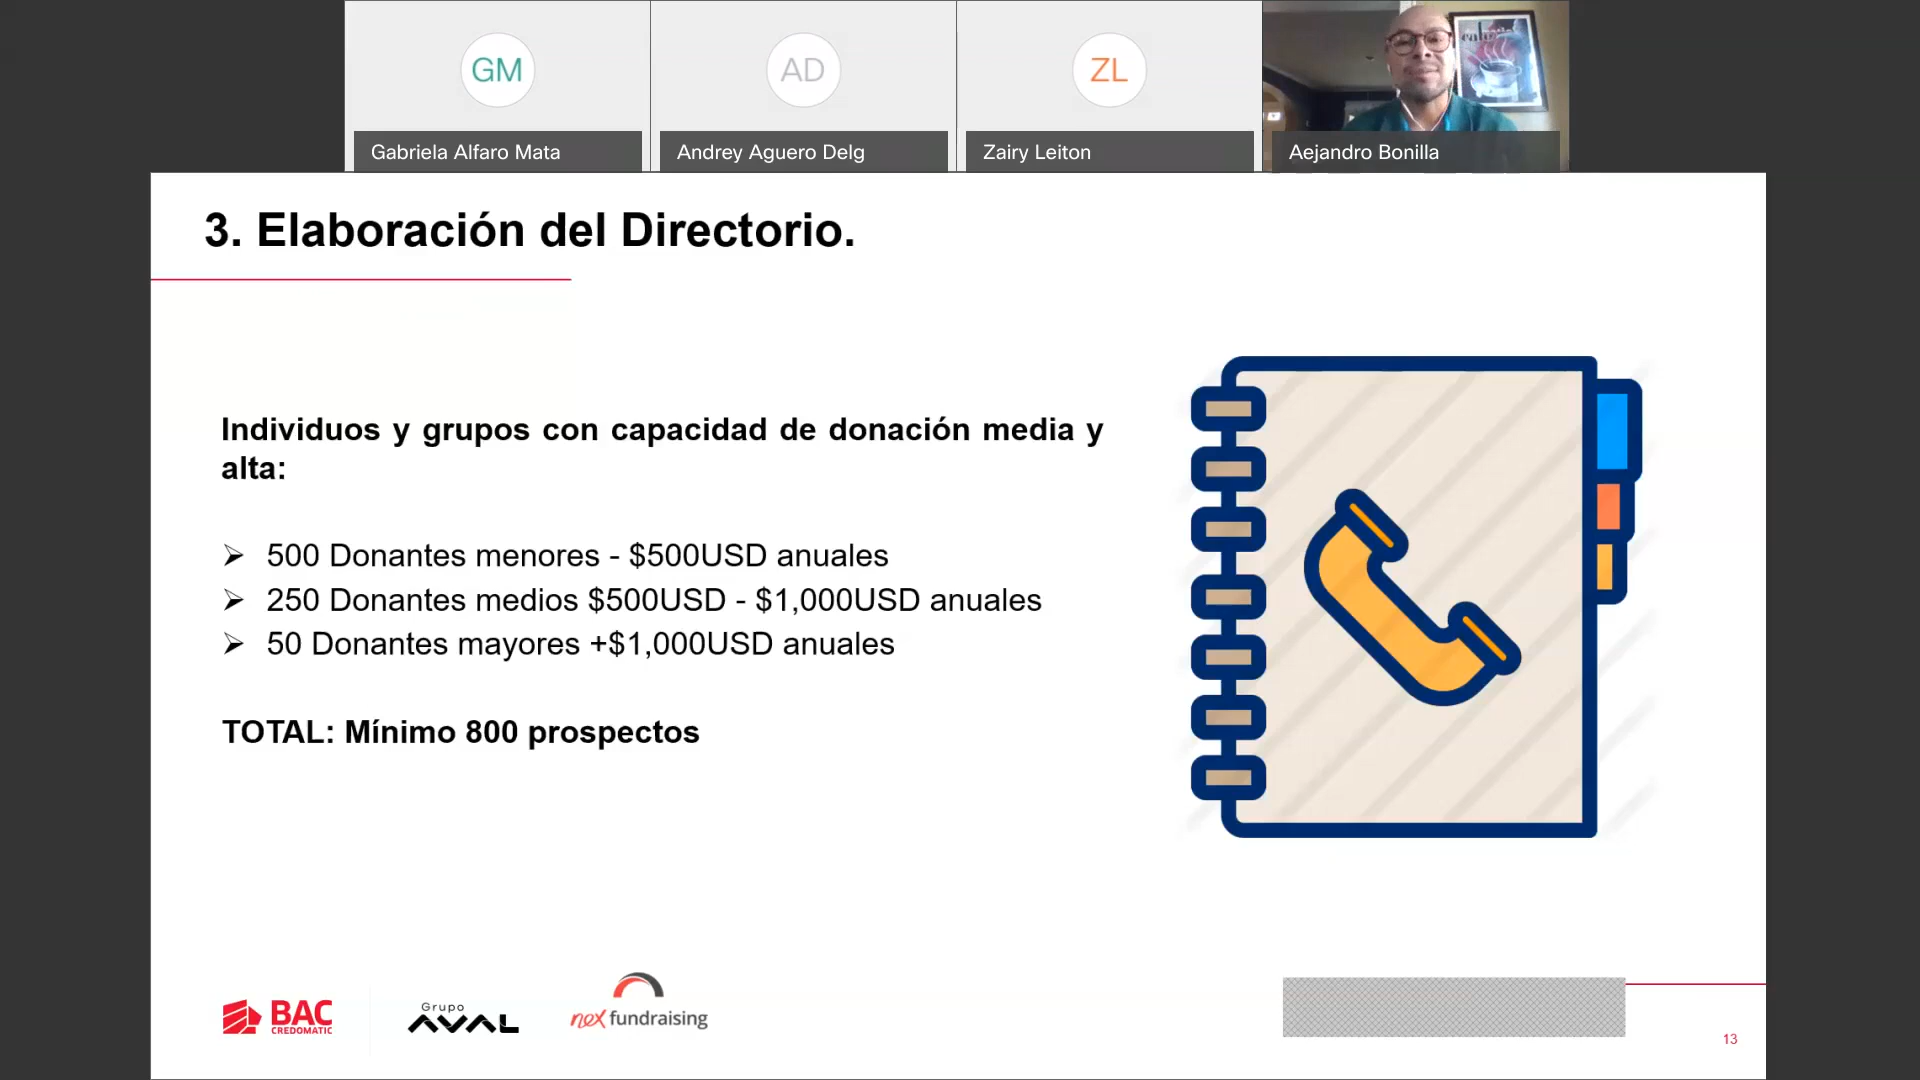 GM
AD
ZL
Gabriela Alfaro Mata
Andrey Aguero Delg
Zairy Leiton
Aejandro Bonilla
3. Elaboración del Directorio.
Individuos y grupos con capacidad de donación media y
alta:
➢ 500 Donantes menores - $500USD anuales
➢ 250 Donantes medios $500USD - $1,000USD anuales
➢ 50 Donantes mayores +$1,000USD anuales
TOTAL: Mínimo 800 prospectos
BAC
CREDOMATIC
Grupo
AVAL
nex fundraising
13